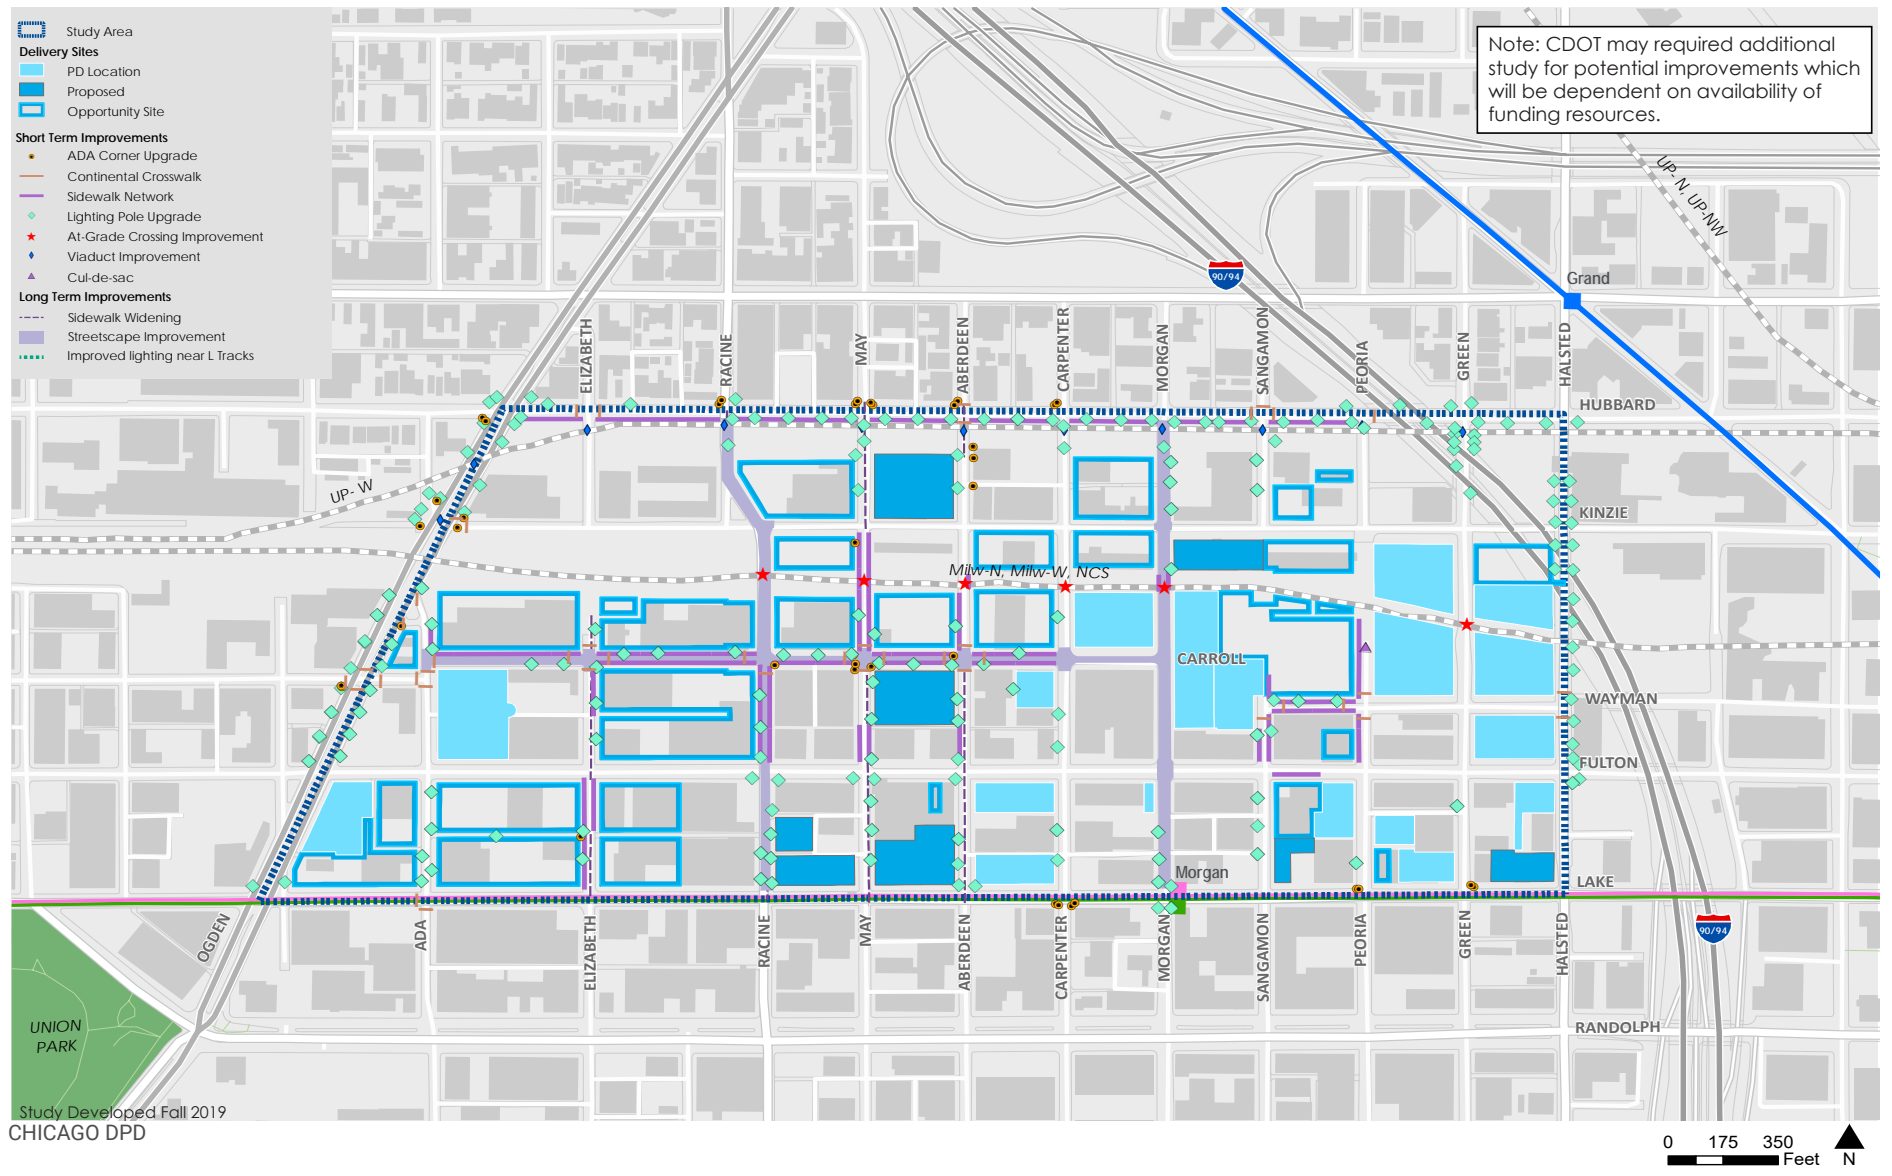 Study Area
Delivery Sites
PD Location
Proposed
Opportunity Site
Short Term Improvements
ADA Corner Upgrade
Continental Crosswalk
Sidewalk Network
Lighting Pole Upgrade
At-Grade Crossing Improvement
Viaduct Improvement
Cul-de-sac
Long Term Improvements
Sidewalk Widening
Streetscape Improvement
Improved lighting near L Tracks
Note: CDOT may required additional
study for potential improvements which
will be dependent on availability of
funding resources.
UP- N, UP-NW
90/94
Grand
ELIZABETH
RACINE
MAY
ABERDEEN
CARPENTER
MORGAN
SANGAMON
PEORIA
GREEN
HALSTED
HUBBARD
UP- W
KINZIE
Milw-N, Milw-W, NCS
CARROLL
WAYMAN
FULTON
Morgan
LAKE
OGDEN
ADA
ELIZABETH
RACINE
MAY
ABERDEEN
CARPENTER
MORGAN
SANGAMON
PEORIA
GREEN
HALSTED
90/94
UNION
PARK
RANDOLPH
Study Developed Fall 2019
CHICAGO DPD
0 175 350
Feet
N